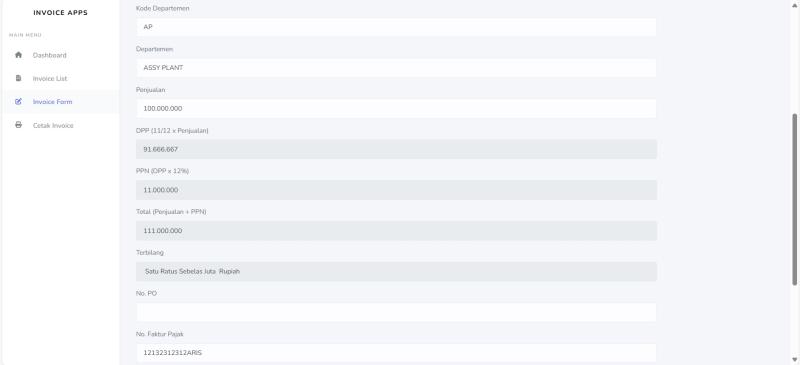 INVOICE APPS
MAIN MENU
Dashboard
Invoice List
Invoice Form
Cetak Invoice
Kode Departemen
AP
Departemen
ASSY PLANT
Penjualan
100.000.000
DPP (11/12 x Penjualan)
91.666.667
PPN (DPP x 12%)
11.000.000
Total (Penjualan + PPN)
111.000.000
Terbilang
Satu Ratus Sebelas Juta  Rupiah
No. PO
No. Faktur Pajak
12132312312ARIS